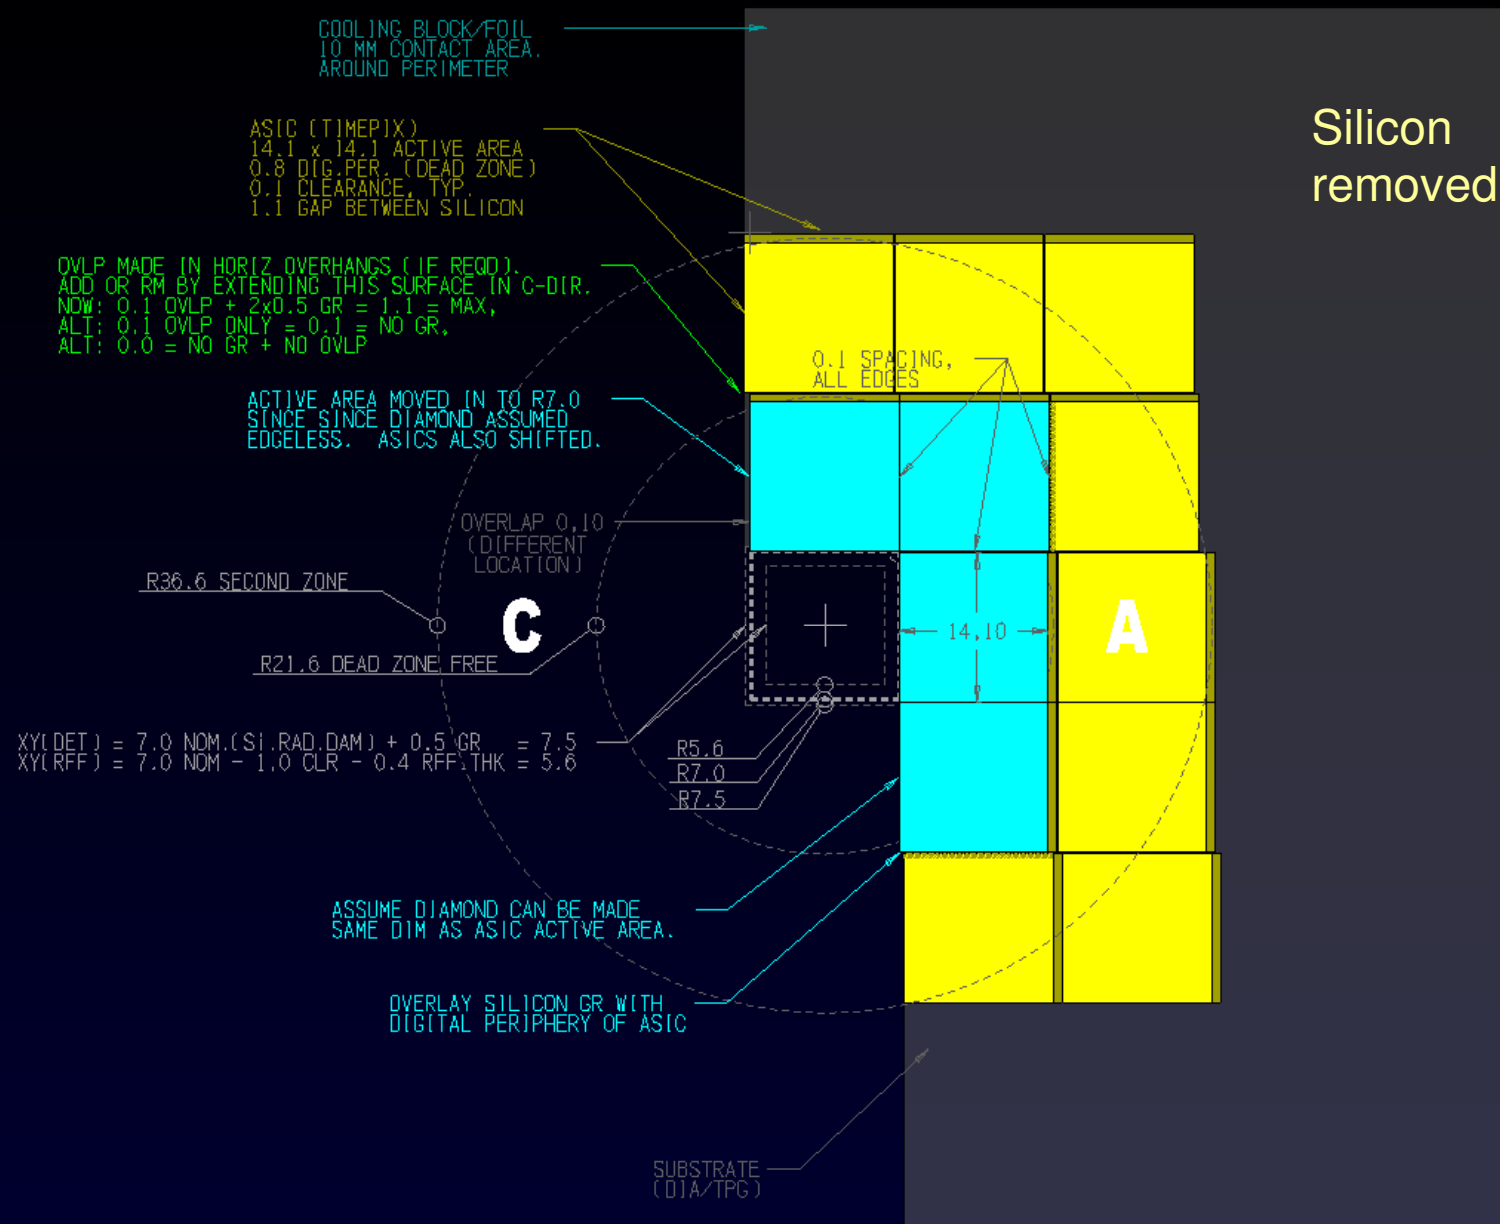 COOLING BLOCK/FOIL
10 MM CONTACT AREA.
AROUND PERIMETER
Silicon
removed
ASIC (TIMEPIX)
14.1 x 14.1 ACTIVE AREA
0.8 DIG.PER. (DEAD ZONE)
0.1 CLEARANCE, TYP.
1.1 GAP BETWEEN SILICON
OVLP MADE IN HORIZ OVERHANGS (IF REQD).
ADD OR RM BY EXTENDING THIS SURFACE IN C-DIR.
NOW: 0.1 OVLP + 2x0.5 GR = 1.1 = MAX,
ALT: 0.1 OVLP ONLY = 0.1 = NO GR,
ALT: 0.0 = NO GR + NO OVLP
0.1 SPACING,
ALL EDGES
ACTIVE AREA MOVED IN TO R7.0
SINCE SINCE DIAMOND ASSUMED
EDGELESS. ASICS ALSO SHIFTED.
OVERLAP 0,10
(DIFFERENT
LOCATION)
R36.6 SECOND ZONE
C
A
14,10
R21.6 DEAD ZONE FREE
XY(DET) = 7.0 NOM.(Si.RAD.DAM) + 0.5 GR = 7.5
XY(RFF) = 7.0 NOM - 1.0 CLR - 0.4 RFF.THK = 5.6
R5.6
R7.0
R7.5
ASSUME DIAMOND CAN BE MADE
SAME DIM AS ASIC ACTIVE AREA.
OVERLAY SILICON GR WITH
DIGITAL PERIPHERY OF ASIC
SUBSTRATE
(DIA/TPG)